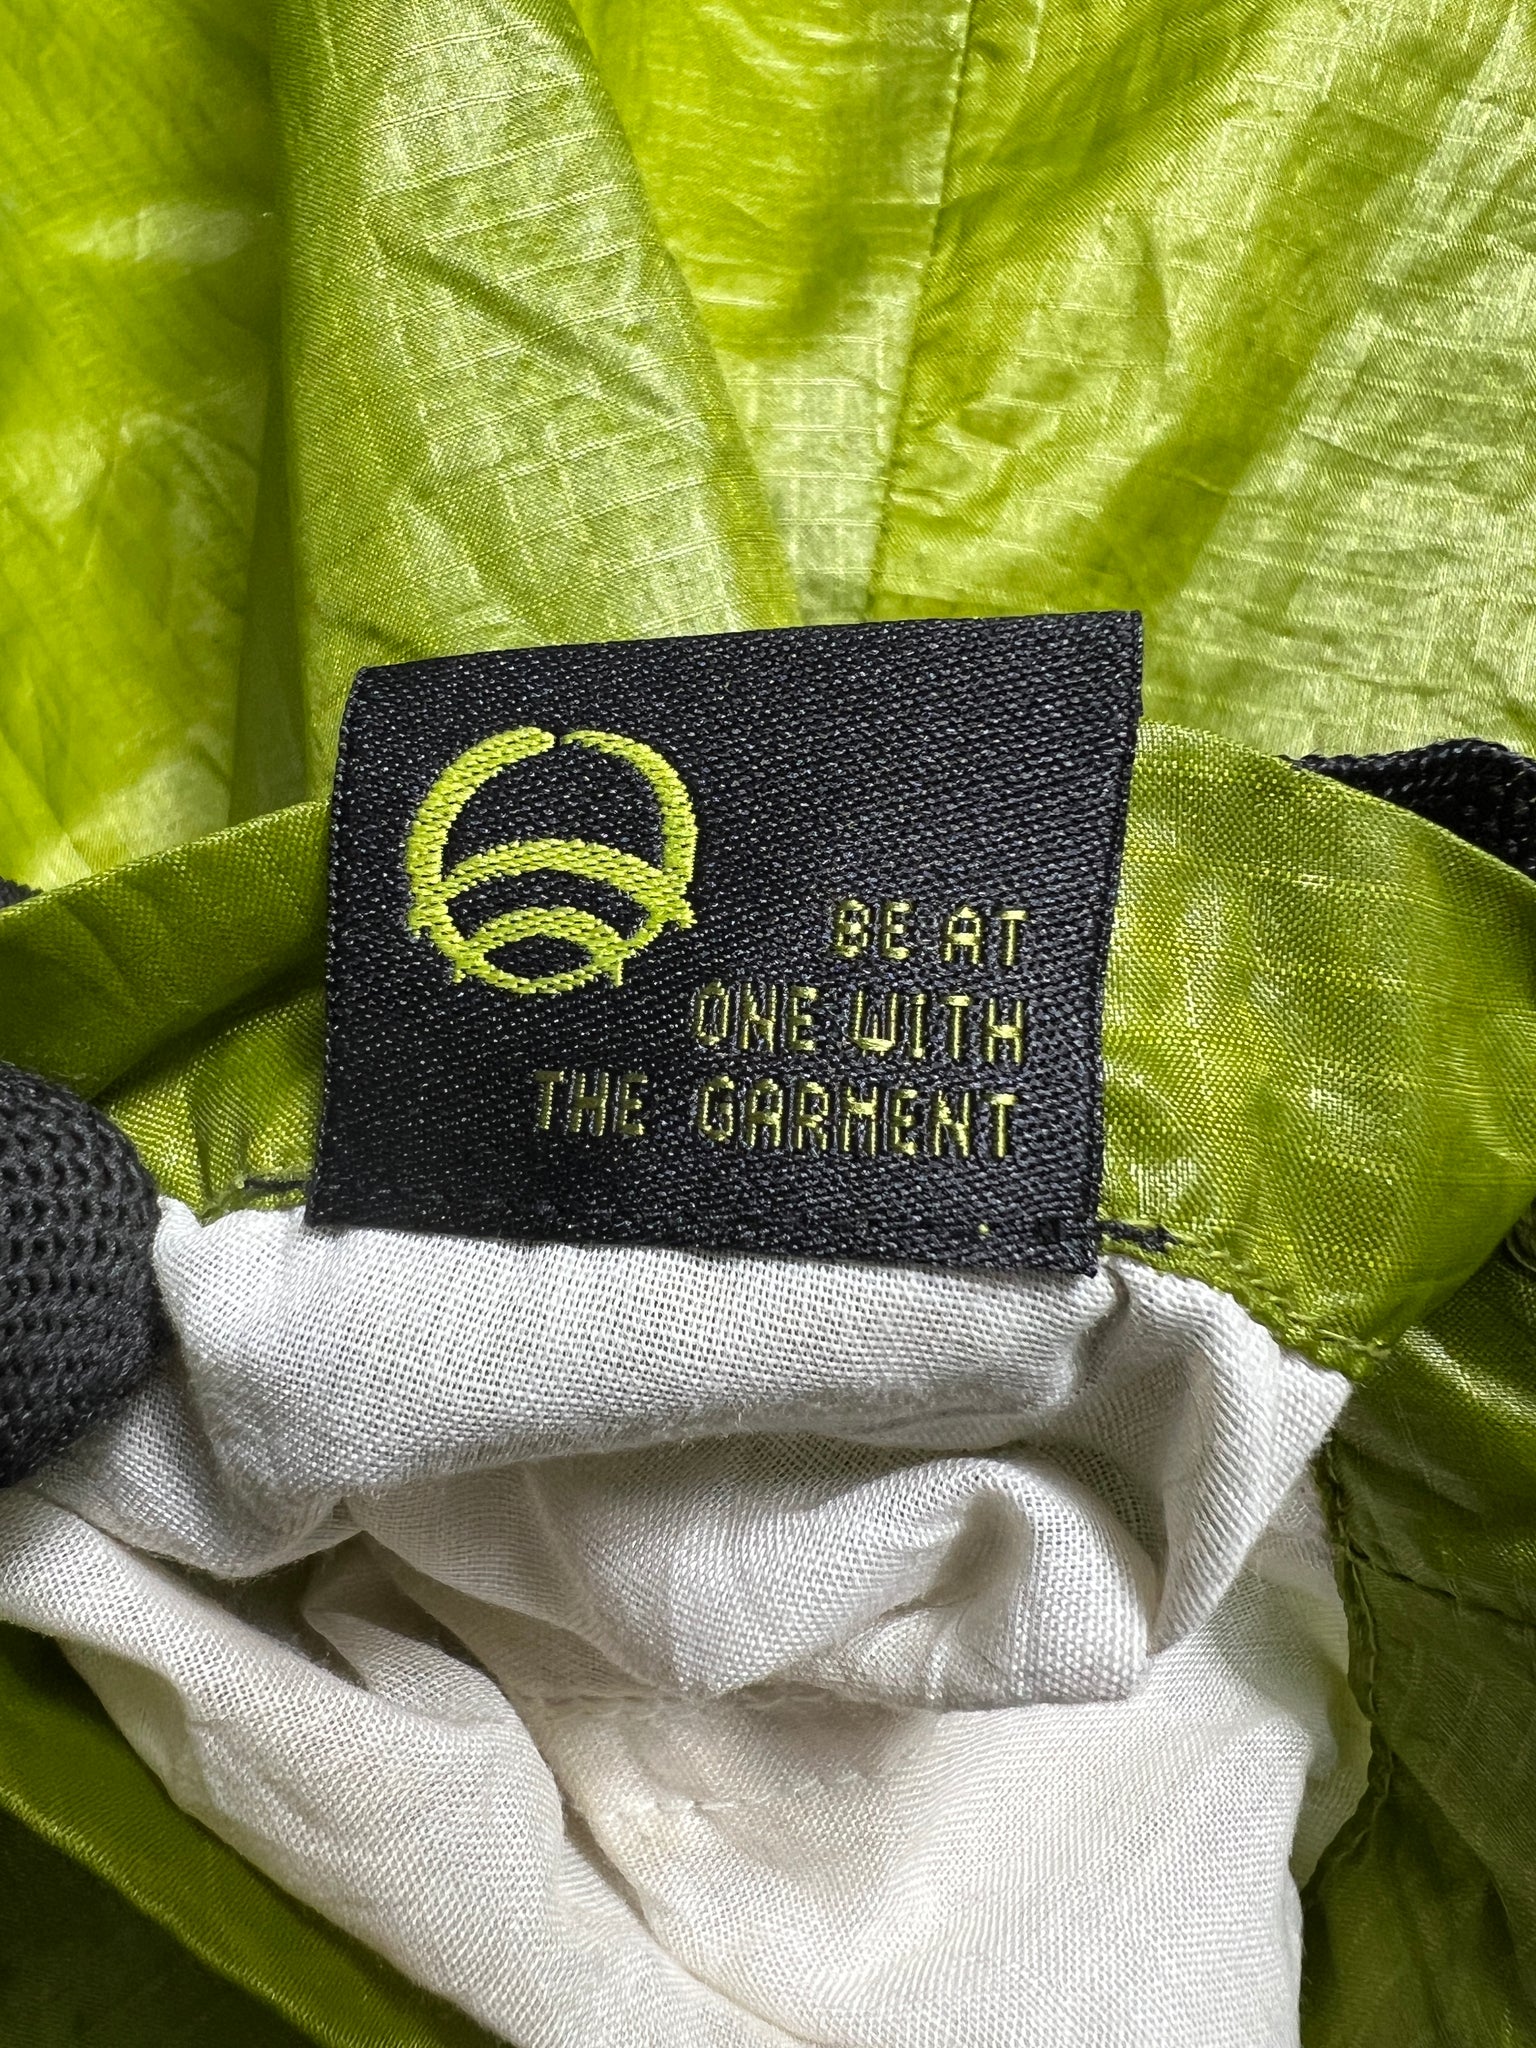 BE AT
ONE WITH
THE GARMENT